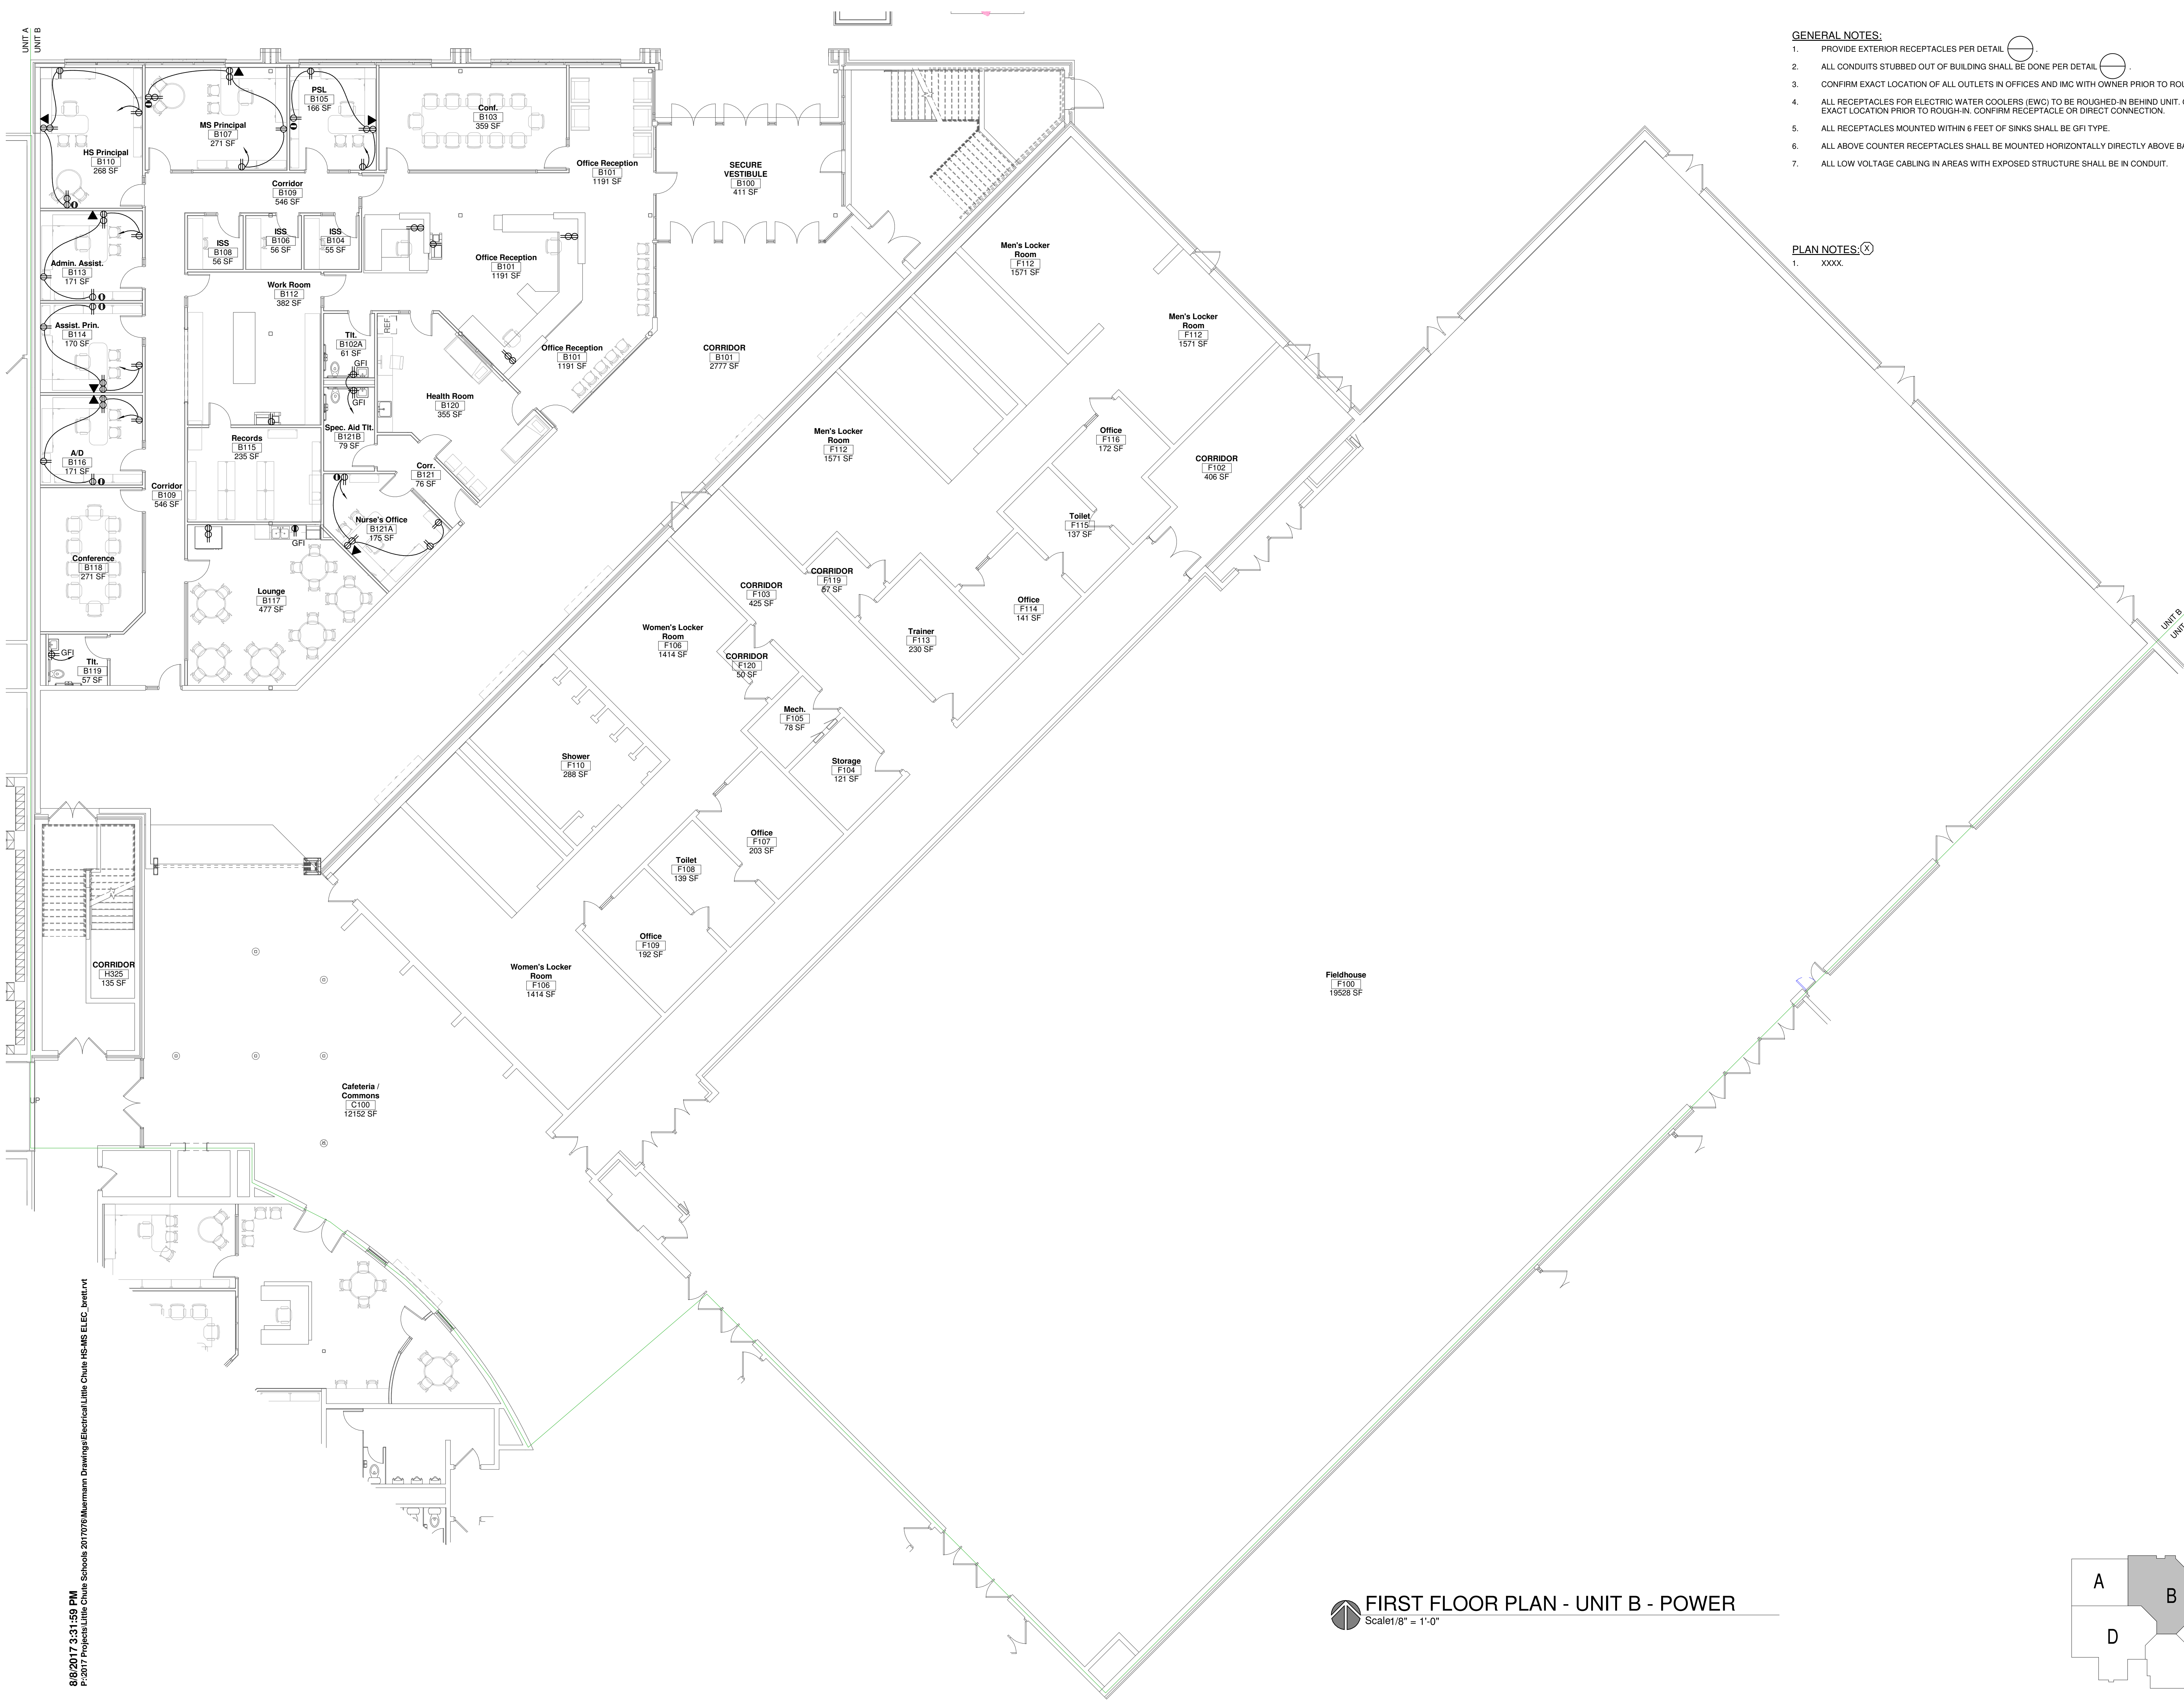 UNIT A
UNIT B
GENERAL NOTES:
1. PROVIDE EXTERIOR RECEPTACLES PER DETAIL .
2. ALL CONDUITS STUBBED OUT OF BUILDING SHALL BE DONE PER DETAIL .
3. CONFIRM EXACT LOCATION OF ALL OUTLETS IN OFFICES AND IMC WITH OWNER PRIOR TO
4. ALL RECEPTACLES FOR ELECTRIC WATER COOLERS (EWC) TO BE ROUGHED-IN BEHIND UNIT.
EXACT LOCATION PRIOR TO ROUGH-IN. CONFIRM RECEPTACLE OR DIRECT CONNECTION.
5. ALL RECEPTACLES MOUNTED WITHIN 6 FEET OF SINKS SHALL BE GFI TYPE.
6. ALL ABOVE COUNTER RECEPTACLES SHALL BE MOUNTED HORIZONTALLY DIRECTLY ABOVE
7. ALL LOW VOLTAGE CABLING IN AREAS WITH EXPOSED STRUCTURE SHALL BE IN CONDUIT.
PLAN NOTES: X
1. XXXX.
HS Principal
B110
268 SF
MS Principal
B107
271 SF
PSL
B105
166 SF
Conf.
B103
359 SF
Office Reception
B101
1191 SF
SECURE
VESTIBULE
B100
411 SF
Corridor
B109
546 SF
ISS
B108
56 SF
ISS
B106
56 SF
ISS
B104
55 SF
Office Reception
B101
1191 SF
Admin. Assist.
B113
171 SF
Work Room
B112
382 SF
Assist. Prin.
B114
170 SF
Tlt.
B102A
61 SF
GFI
REF.
GFI
Office Reception
B101
1191 SF
CORRIDOR
B101
2777 SF
Health Room
B120
355 SF
Spec. Aid Tlt.
B121B
79 SF
A/D
B116
171 SF
Records
B115
235 SF
Corr.
B121
76 SF
Corridor
B109
546 SF
Nurse's Office
B121A
175 SF
GFI
Conference
B118
271 SF
Lounge
B117
477 SF
GFI
Tlt.
B119
57 SF
Men's Locker
Room
F112
1571 SF
Men's Locker
Room
F112
1571 SF
Men's Locker
Room
F112
1571 SF
Office
F116
172 SF
CORRIDOR
F102
406 SF
Toilet
F115
137 SF
CORRIDOR
F119
67 SF
CORRIDOR
F103
425 SF
Office
F114
141 SF
Trainer
F113
230 SF
Women's Locker
Room
F106
1414 SF
CORRIDOR
F120
50 SF
Mech.
F105
78 SF
Shower
F110
288 SF
Storage
F104
121 SF
Office
F107
203 SF
Toilet
F108
139 SF
Office
F109
192 SF
Women's Locker
Room
F106
1414 SF
CORRIDOR
H325
135 SF
Fieldhouse
F100
19528 SF
Cafeteria /
Commons
C100
12152 SF
UP
UNIT B
UNIT
8/8/2017 3:31:59 PM
P:\2017 Projects\Little Chute Schools 2017076\Muermann Drawings\Electrical\Little Chute HS-MS ELEC_brett.rvt
FIRST FLOOR PLAN - UNIT B - POWER
Scale1/8" = 1'-0"
A
B
D